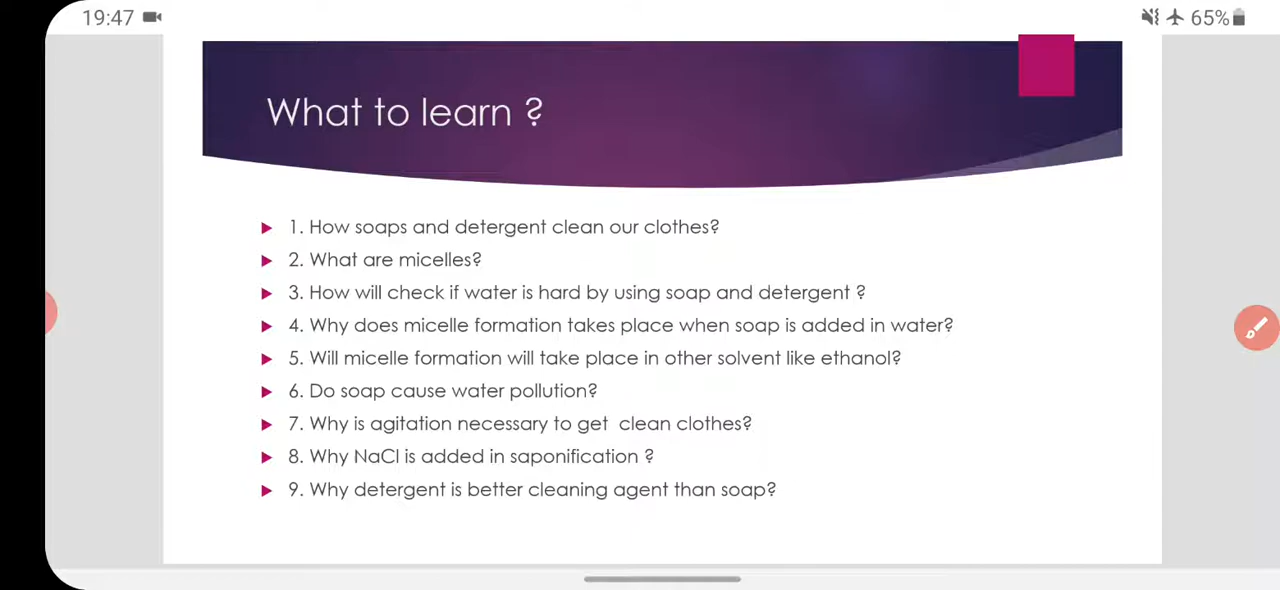 19:47
65%
What to learn ?
1. How soaps and detergent clean our clothes?
2. What are micelles?
3. How will check if water is hard by using soap and detergent ?
4. Why does micelle formation takes place when soap is added in water?
5. Will micelle formation will take place in other solvent like ethanol?
6. Do soap cause water pollution?
7. Why is agitation necessary to get clean clothes?
8. Why NaCl is added in saponification ?
9. Why detergent is better cleaning agent than soap?